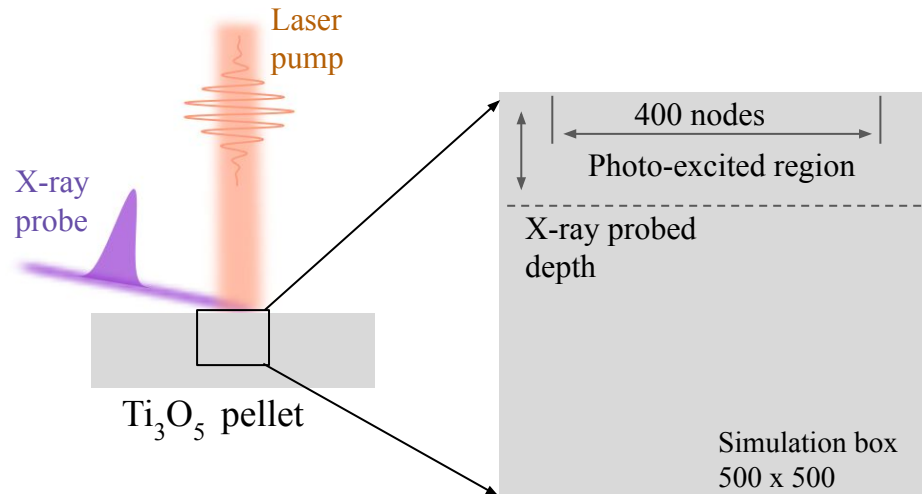 Laser
pump
X-ray
probe
Ti₃O₅ pellet
400 nodes
Photo-excited region
X-ray probed
depth
Simulation box
500 x 500